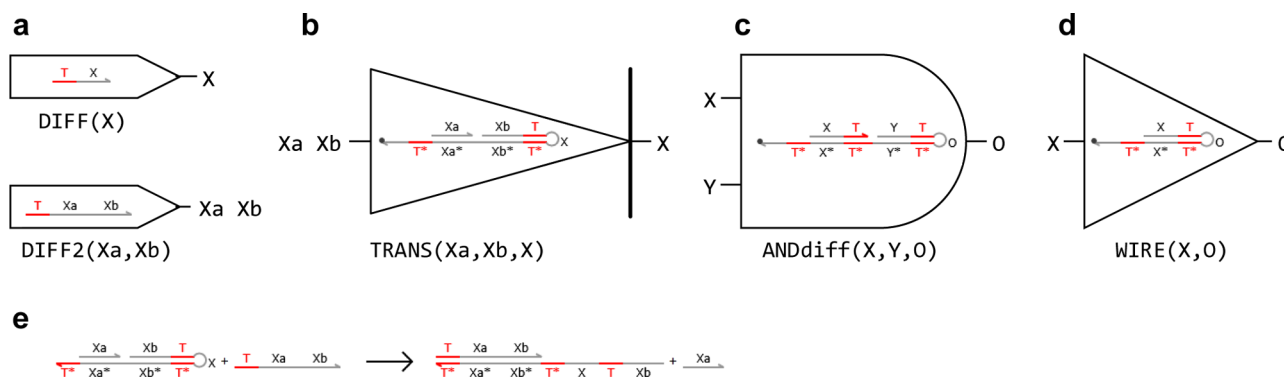 a
T X
X
DIFF(X)
T Xa Xb
Xa Xb
DIFF2(Xa,Xb)
b
Xa Xb
Xa Xb T
X
T* Xa* Xb* T*
X
TRANS(Xa,Xb,X)
c
X
Y
X T Y T
O
T* X* T* Y* T*
O
ANDdiff(X,Y,O)
d
X
X T
O
T* X* T*
O
WIRE(X,O)
e
Xa Xb T
X
T* Xa* Xb* T*
+
T Xa Xb
T Xa Xb
T* Xa* Xb* T* X T Xb
+
Xa